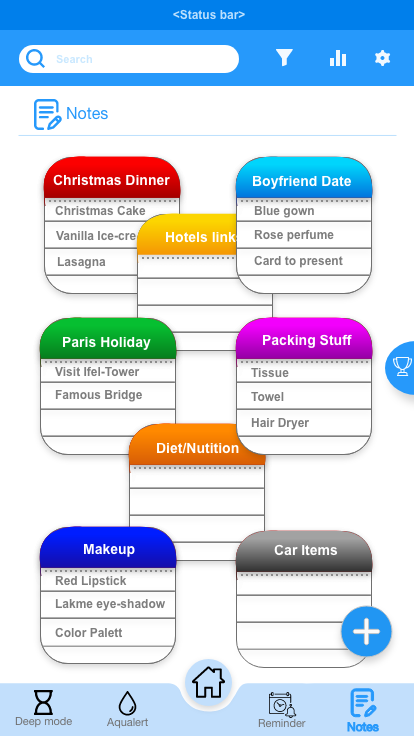 <Status bar>
Search
Notes
Christmas Dinner
Christmas Cake
Vanilla Ice-cre
Lasagna
Boyfriend Date
Blue gown
Rose perfume
Card to present
Hotels link
Paris Holiday
Visit Ifel-Tower
Famous Bridge
Packing Stuff
Tissue
Towel
Hair Dryer
Diet/Nutition
Makeup
Red Lipstick
Lakme eye-shadow
Color Palett
Car Items
Deep mode
Aqualert
Reminder
Notes